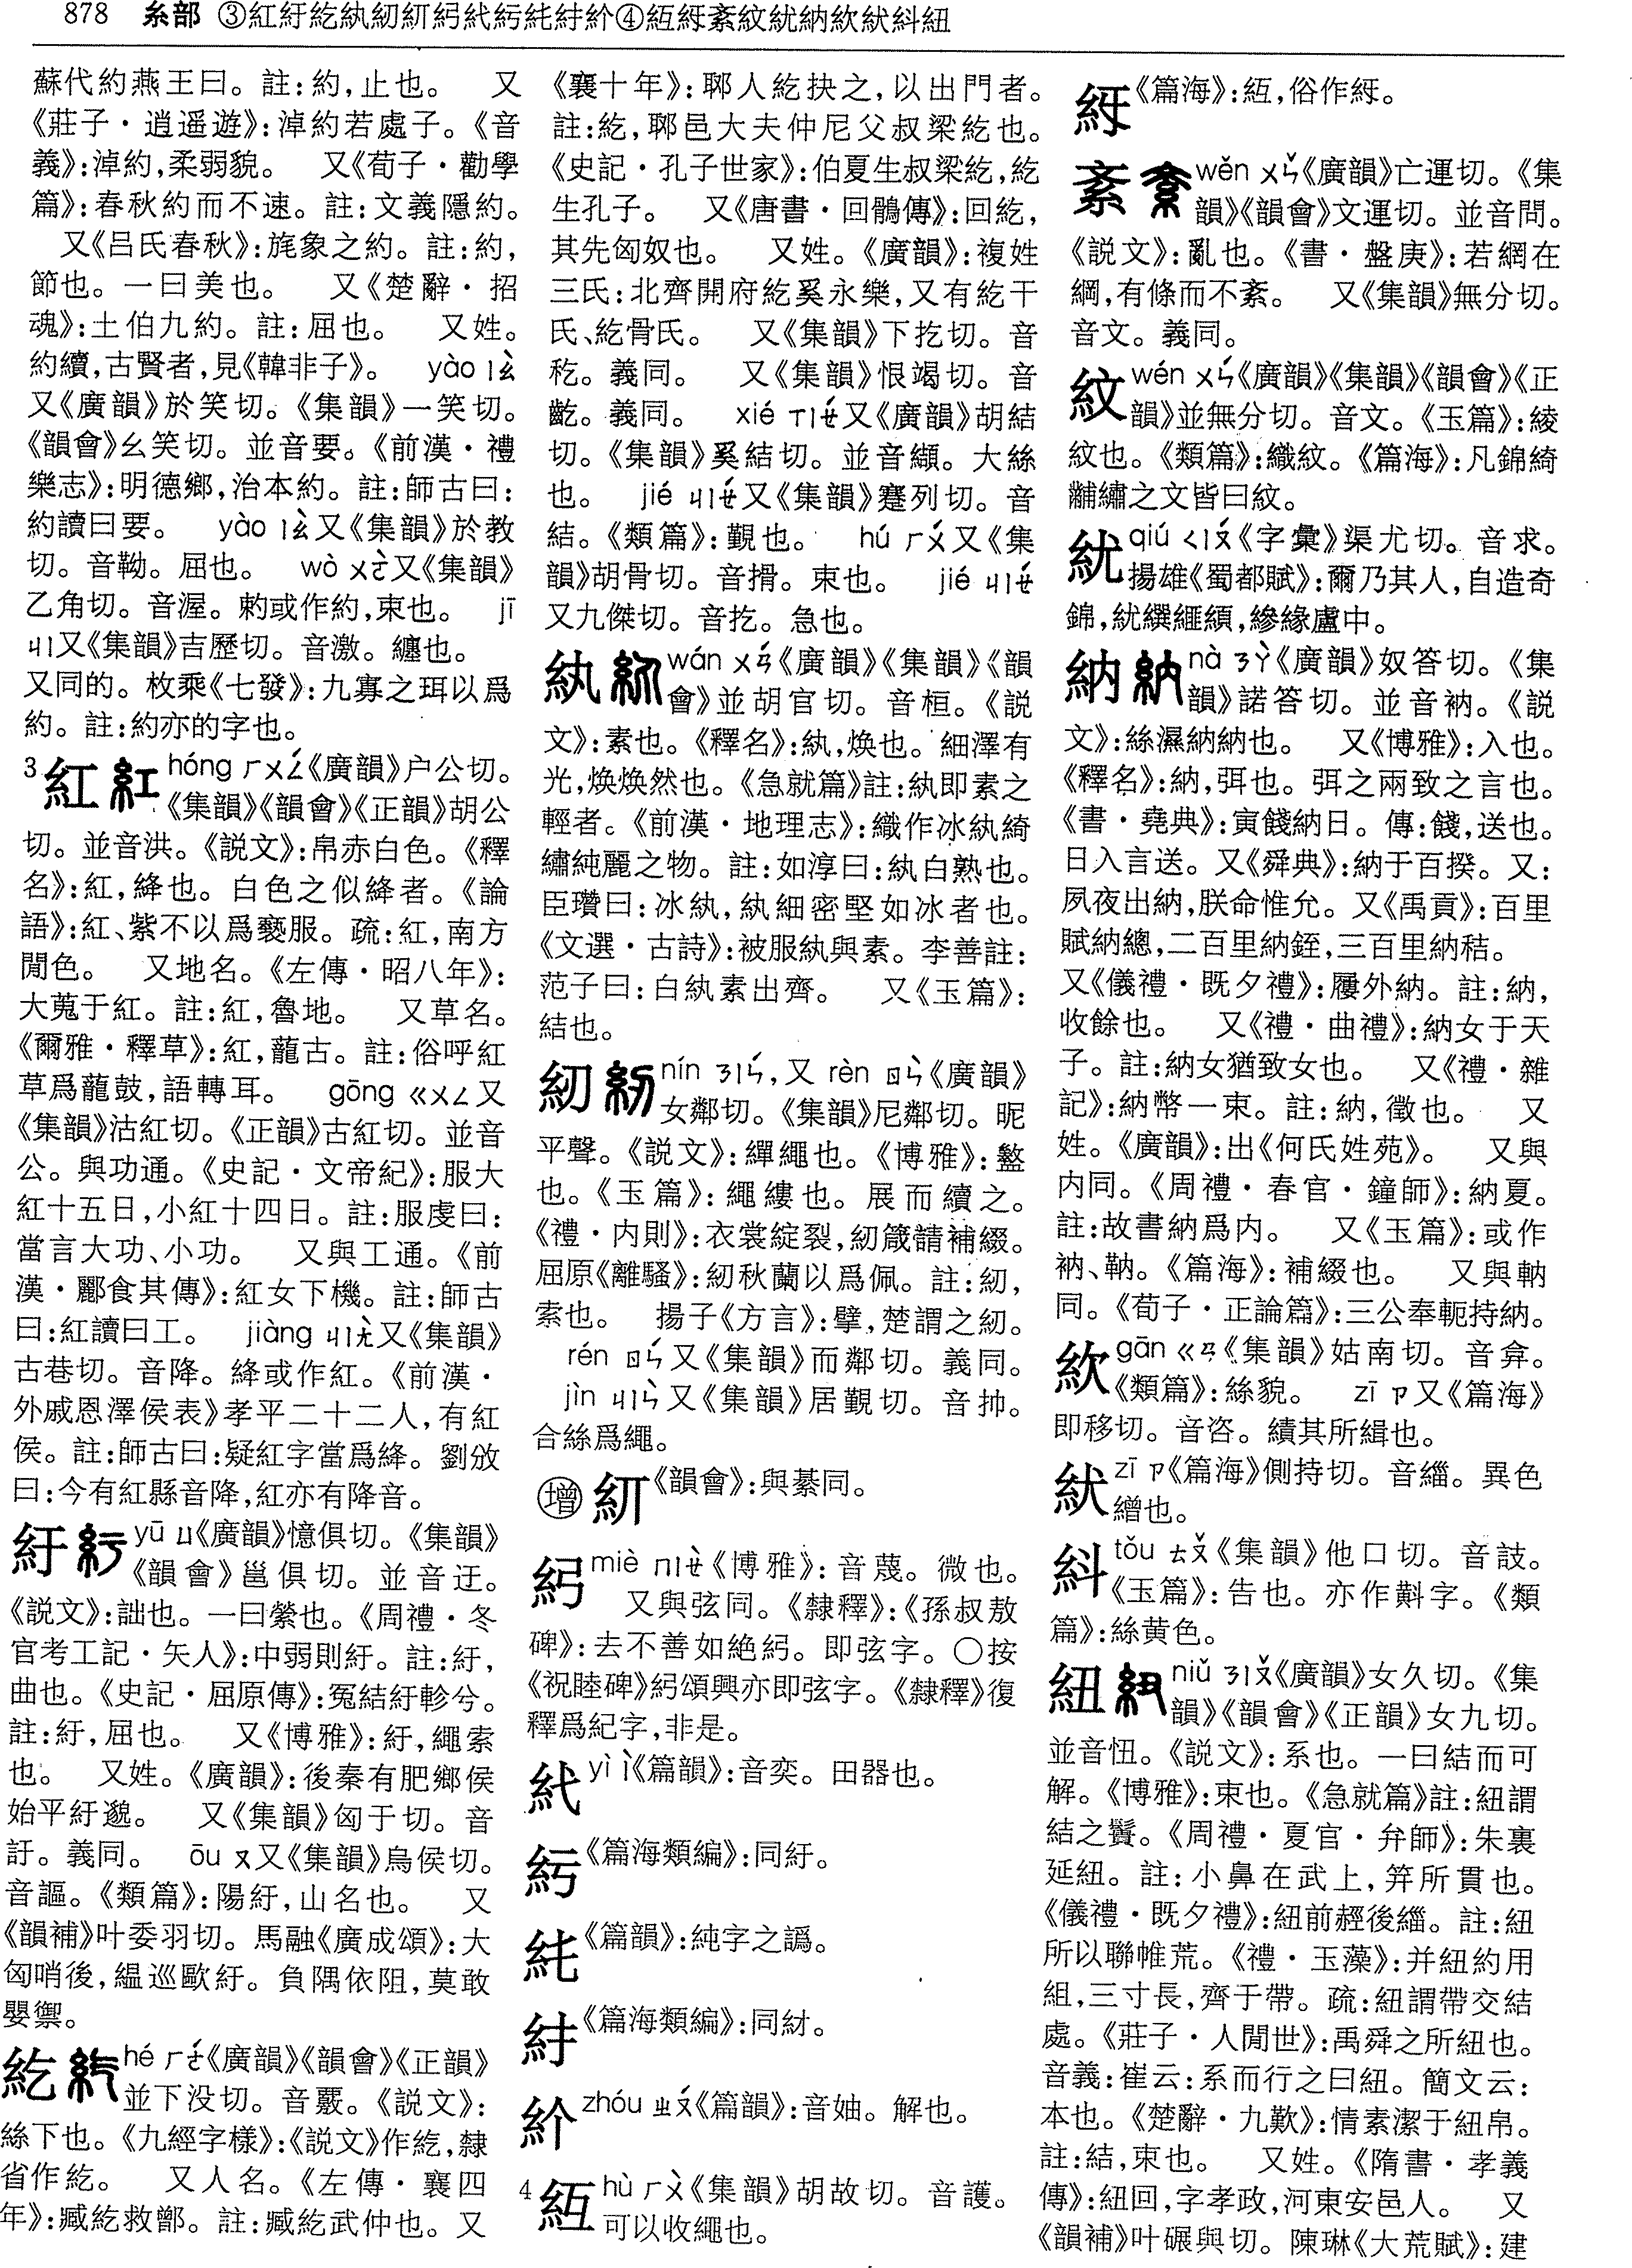 878 糸部 ③紅紆紇紈紉糽紖紎䊺紌紂紒④絚䋈紊紋紌納紁紎紏紐
蘇代約燕王曰。註:約,止也。 又
《莊子·逍遥遊》:淖約若處子。《音
義》:淖約,柔弱貌。 又《荀子·勸學
篇》:春秋約而不速。註:文義隱約。
又《吕氏春秋》:旄象之約。註:約,
節也。一曰美也。 又《楚辭·招
魂》:土伯九約。註:屈也。 又姓。
約續,古賢者,見《韓非子》。 yào ㄧㄠˋ
又《廣韻》於笑切。《集韻》一笑切。
《韻會》幺笑切。並音要。《前漢·禮
樂志》:明德鄉,治本約。註:師古曰:
約讀曰要。 yào ㄧㄠˋ又《集韻》於教
切。音靿。屈也。 wò ㄨㄛˋ又《集韻》
乙角切。音渥。䂹或作約,束也。 jī
ㄐㄧ又《集韻》吉歷切。音激。纏也。
又同的。枚乘《七發》:九寡之珥以爲
約。註:約亦的字也。
3 紅 hóng ㄏㄨㄥˊ《廣韻》户公切。
《集韻》《韻會》《正韻》胡公
切。並音洪。《説文》:帛赤白色。《釋
名》:紅,絳也。白色之似絳者。《論
語》:紅、紫不以爲褻服。疏:紅,南方
閒色。 又地名。《左傳·昭八年》:
大蒐于紅。註:紅,魯地。 又草名。
《爾雅·釋草》:紅,龍古。註:俗呼紅
草爲龍鼓,語轉耳。 gōng ㄍㄨㄥ又
《集韻》沽紅切。《正韻》古紅切。並音
公。與功通。《史記·文帝紀》:服大
紅十五日,小紅十四日。註:服虔曰:
當言大功、小功。 又與工通。《前
漢·酈食其傳》:紅女下機。註:師古
曰:紅讀曰工。 jiàng ㄐㄧㄤˋ又《集韻》
古巷切。音降。絳或作紅。《前漢·
外戚恩澤侯表》孝平二十二人,有紅
侯。註:師古曰:疑紅字當爲絳。劉攽
曰:今有紅縣音降,紅亦有降音。
紆 yū ㄩ《廣韻》憶俱切。《集韻》
《韻會》邕俱切。並音迂。
《説文》:詘也。一曰縈也。《周禮·冬
官考工記·矢人》:中弱則紆。註:紆,
曲也。《史記·屈原傳》:冤結紆軫兮。
註:紆,屈也。 又《博雅》:紆,繩索
也。 又姓。《廣韻》:後秦有肥鄉侯
始平紆邈。 又《集韻》匈于切。音
訏。義同。 ōu ㄡ又《集韻》烏侯切。
音謳。《類篇》:陽紆,山名也。 又
《韻補》叶委羽切。馬融《廣成頌》:大
匈哨後,緼巡歐紆。負隅依阻,莫敢
嬰禦。
紇 hé ㄏㄜˊ《廣韻》《韻會》《正韻》
並下没切。音覈。《説文》:
絲下也。《九經字樣》:《説文》作紇,隸
省作紇。 又人名。《左傳·襄四
年》:臧紇救鄫。註:臧紇武仲也。又
《襄十年》:郰人紇抉之,以出門者。
註:紇,郰邑大夫仲尼父叔梁紇也。
《史記·孔子世家》:伯夏生叔梁紇,紇
生孔子。 又《唐書·回鶻傳》:回紇,
其先匈奴也。 又姓。《廣韻》:複姓
三氏:北齊開府紇奚永樂,又有紇干
氏、紇骨氏。 又《集韻》下扢切。音
籺。義同。 又《集韻》恨竭切。音
齕。義同。 xié ㄒㄧㄝˊ又《廣韻》胡結
切。《集韻》奚結切。並音纈。大絲
也。 jié ㄐㄧㄝˊ又《集韻》蹇列切。音
結。《類篇》:覲也。 hú ㄏㄨˊ又《集
韻》胡骨切。音搰。束也。 jié ㄐㄧㄝˊ
又九傑切。音扢。急也。
紈 wán ㄨㄢˊ《廣韻》《集韻》《韻
會》並胡官切。音桓。《説
文》:素也。《釋名》:紈,焕也。細澤有
光,焕焕然也。《急就篇》註:紈即素之
輕者。《前漢·地理志》:織作冰紈綺
繡純麗之物。註:如淳曰:紈白熟也。
臣瓚曰:冰紈,紈細密堅如冰者也。
《文選·古詩》:被服紈與素。李善註:
范子曰:白紈素出齊。 又《玉篇》:
結也。
紉 nín ㄋㄧㄣˊ,又 rèn ㄖㄣˋ《廣韻》
女鄰切。《集韻》尼鄰切。昵
平聲。《説文》:繟繩也。《博雅》:盭
也。《玉篇》:繩縷也。展而續之。
《禮·内則》:衣裳綻裂,紉箴請補綴。
屈原《離騷》:紉秋蘭以爲佩。註:紉,
索也。 揚子《方言》:擘,楚謂之紉。
rén ㄖㄣˊ又《集韻》而鄰切。義同。
jìn ㄐㄧㄣˋ又《集韻》居覲切。音抻。
合絲爲繩。
㊞增 糽《韻會》:與綦同。
miè ㄇㄧㄝˋ《博雅》:音蔑。微也。
又與弦同。《隸釋》:《孫叔敖
碑》:去不善如絶紖。即弦字。○按
《祝睦碑》紖頌興亦即弦字。《隸釋》復
釋爲紀字,非是。
yì ㄧˋ《篇韻》:音奕。田器也。
《篇海類編》:同紆。
《篇韻》:純字之譌。
《篇海類編》:同紂。
紒 zhóu ㄓㄡˊ《篇韻》:音妯。解也。
4 絚 hù ㄏㄨˋ《集韻》胡故切。音護。
可以收繩也。
《篇海》:絚,俗作䋈。
紊 wěn ㄨㄣˇ《廣韻》亡運切。《集
韻》《韻會》文運切。並音問。
《説文》:亂也。《書·盤庚》:若網在
綱,有條而不紊。 又《集韻》無分切。
音文。義同。
紋 wén ㄨㄣˊ《廣韻》《集韻》《韻會》《正
韻》並無分切。音文。《玉篇》:綾
紋也。《類篇》:織紋。《篇海》:凡錦綺
黼繡之文皆曰紋。
紌 qiú ㄑㄧㄡˊ《字彙》渠尤切。音求。
揚雄《蜀都賦》:爾乃其人,自造奇
錦,紌繏䋺䋶,縿緣盧中。
納 nà ㄋㄚˋ《廣韻》奴答切。《集
韻》諾答切。並音衲。《説
文》:絲濕納納也。 又《博雅》:入也。
《釋名》:納,弭也。弭之兩致之言也。
《書·堯典》:寅餞納日。傳:餞,送也。
日入言送。又《舜典》:納于百揆。又:
夙夜出納,朕命惟允。又《禹貢》:百里
賦納總,二百里納銍,三百里納秸。
又《儀禮·既夕禮》:屨外納。註:納,
收餘也。 又《禮·曲禮》:納女于天
子。註:納女猶致女也。 又《禮·雜
記》:納幣一束。註:納,徵也。 又
姓。《廣韻》:出《何氏姓苑》。 又與
内同。《周禮·春官·鐘師》:納夏。
註:故書納爲内。 又《玉篇》:或作
衲、䩱。《篇海》:補綴也。 又與軜
同。《荀子·正論篇》:三公奉軛持納。
gān ㄍㄢ《集韻》姑南切。音弇。
《類篇》:絲貌。 zī ㄗ又《篇海》
即移切。音咨。績其所緝也。
zī ㄗ《篇海》側持切。音緇。異色
繒也。
紏 tǒu ㄊㄡˇ《集韻》他口切。音䵉。
《玉篇》:告也。亦作斢字。《類
篇》:絲黄色。
紐 niǔ ㄋㄧㄡˇ《廣韻》女久切。《集
韻》《韻會》《正韻》女九切。
並音忸。《説文》:系也。一曰結而可
解。《博雅》:束也。《急就篇》註:紐謂
結之鬟。《周禮·夏官·弁師》:朱裏
延紐。註:小鼻在武上,笄所貫也。
《儀禮·既夕禮》:紐前經後緇。註:紐
所以聯帷荒。《禮·玉藻》:并紐約用
組,三寸長,齊于帶。疏:紐謂帶交結
處。《莊子·人閒世》:禹舜之所紐也。
音義:崔云:系而行之曰紐。簡文云:
本也。《楚辭·九歎》:情素潔于紐帛。
註:結,束也。 又姓。《隋書·孝義
傳》:紐回,字孝政,河東安邑人。 又
《韻補》叶碾與切。陳琳《大荒賦》:建